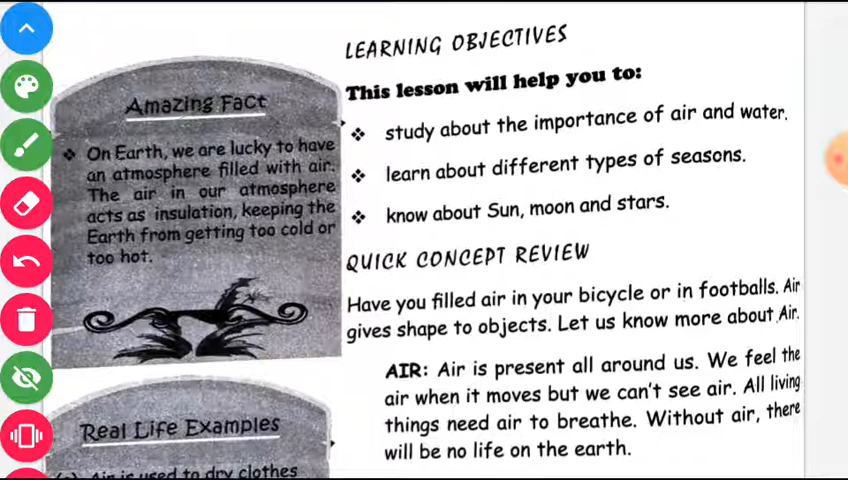 Amazing Fact
❖ On Earth, we are lucky to have
an atmosphere filled with air.
The air in our atmosphere
acts as insulation, keeping the
Earth from getting too cold or
too hot.
Real Life Examples
(a) Air is used to dry clothes
LEARNING OBJECTIVES
This lesson will help you to:
❖ study about the importance of air and water.
❖ learn about different types of seasons.
❖ know about Sun, moon and stars.
QUICK CONCEPT REVIEW
Have you filled air in your bicycle or in footballs. Air
gives shape to objects. Let us know more about Air.
AIR: Air is present all around us. We feel the
air when it moves but we can't see air. All living
things need air to breathe. Without air, there
will be no life on the earth.